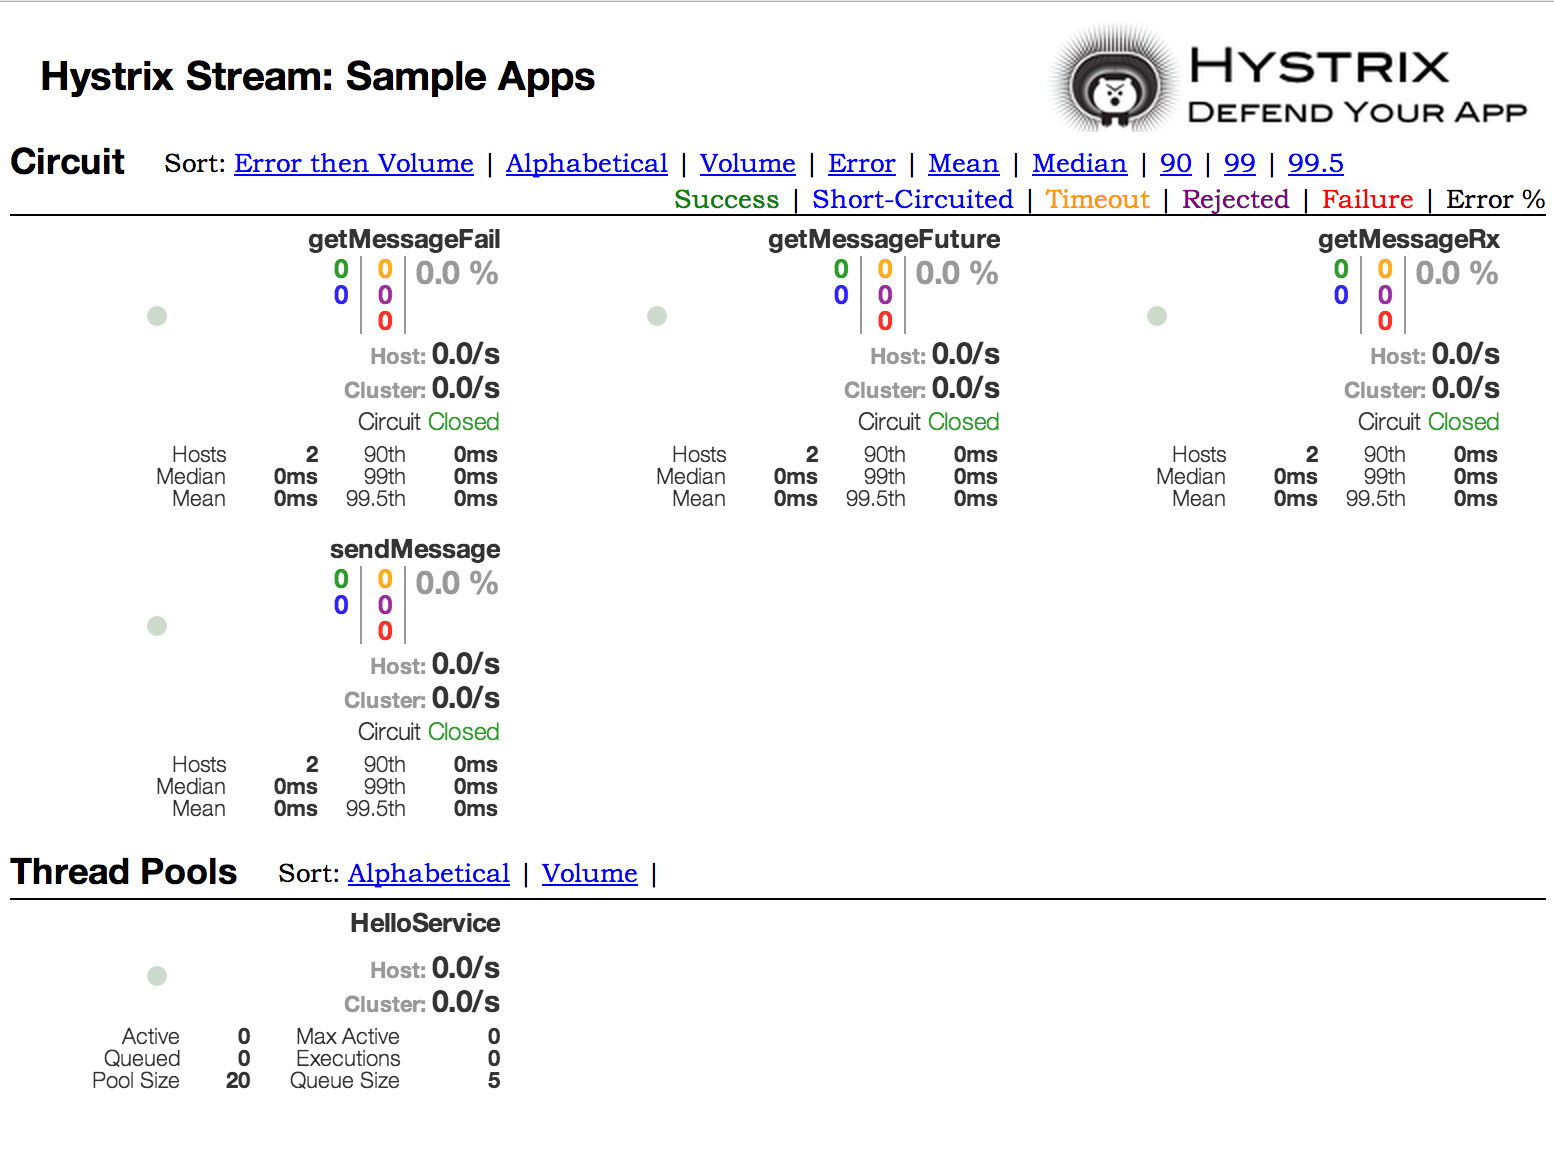 Hystrix Stream: Sample Apps
HYSTRIX
DEFEND YOUR APP
Circuit Sort: Error then Volume | Alphabetical | Volume | Error | Mean | Median | 90 | 99 | 99.5
Success | Short-Circuited | Timeout | Rejected | Failure | Error %
getMessageFail
0 0 0.0 %
0 0
0
Host: 0.0/s
Cluster: 0.0/s
Circuit Closed
Hosts 2 90th 0ms
Median 0ms 99th 0ms
Mean 0ms 99.5th 0ms
getMessageFuture
0 0 0.0 %
0 0
0
Host: 0.0/s
Cluster: 0.0/s
Circuit Closed
Hosts 2 90th 0ms
Median 0ms 99th 0ms
Mean 0ms 99.5th 0ms
getMessageRx
0 0 0.0 %
0 0
0
Host: 0.0/s
Cluster: 0.0/s
Circuit Closed
Hosts 2 90th 0ms
Median 0ms 99th 0ms
Mean 0ms 99.5th 0ms
sendMessage
0 0 0.0 %
0 0
0
Host: 0.0/s
Cluster: 0.0/s
Circuit Closed
Hosts 2 90th 0ms
Median 0ms 99th 0ms
Mean 0ms 99.5th 0ms
Thread Pools Sort: Alphabetical | Volume |
HelloService
Host: 0.0/s
Cluster: 0.0/s
Active 0 Max Active 0
Queued 0 Executions 0
Pool Size 20 Queue Size 5